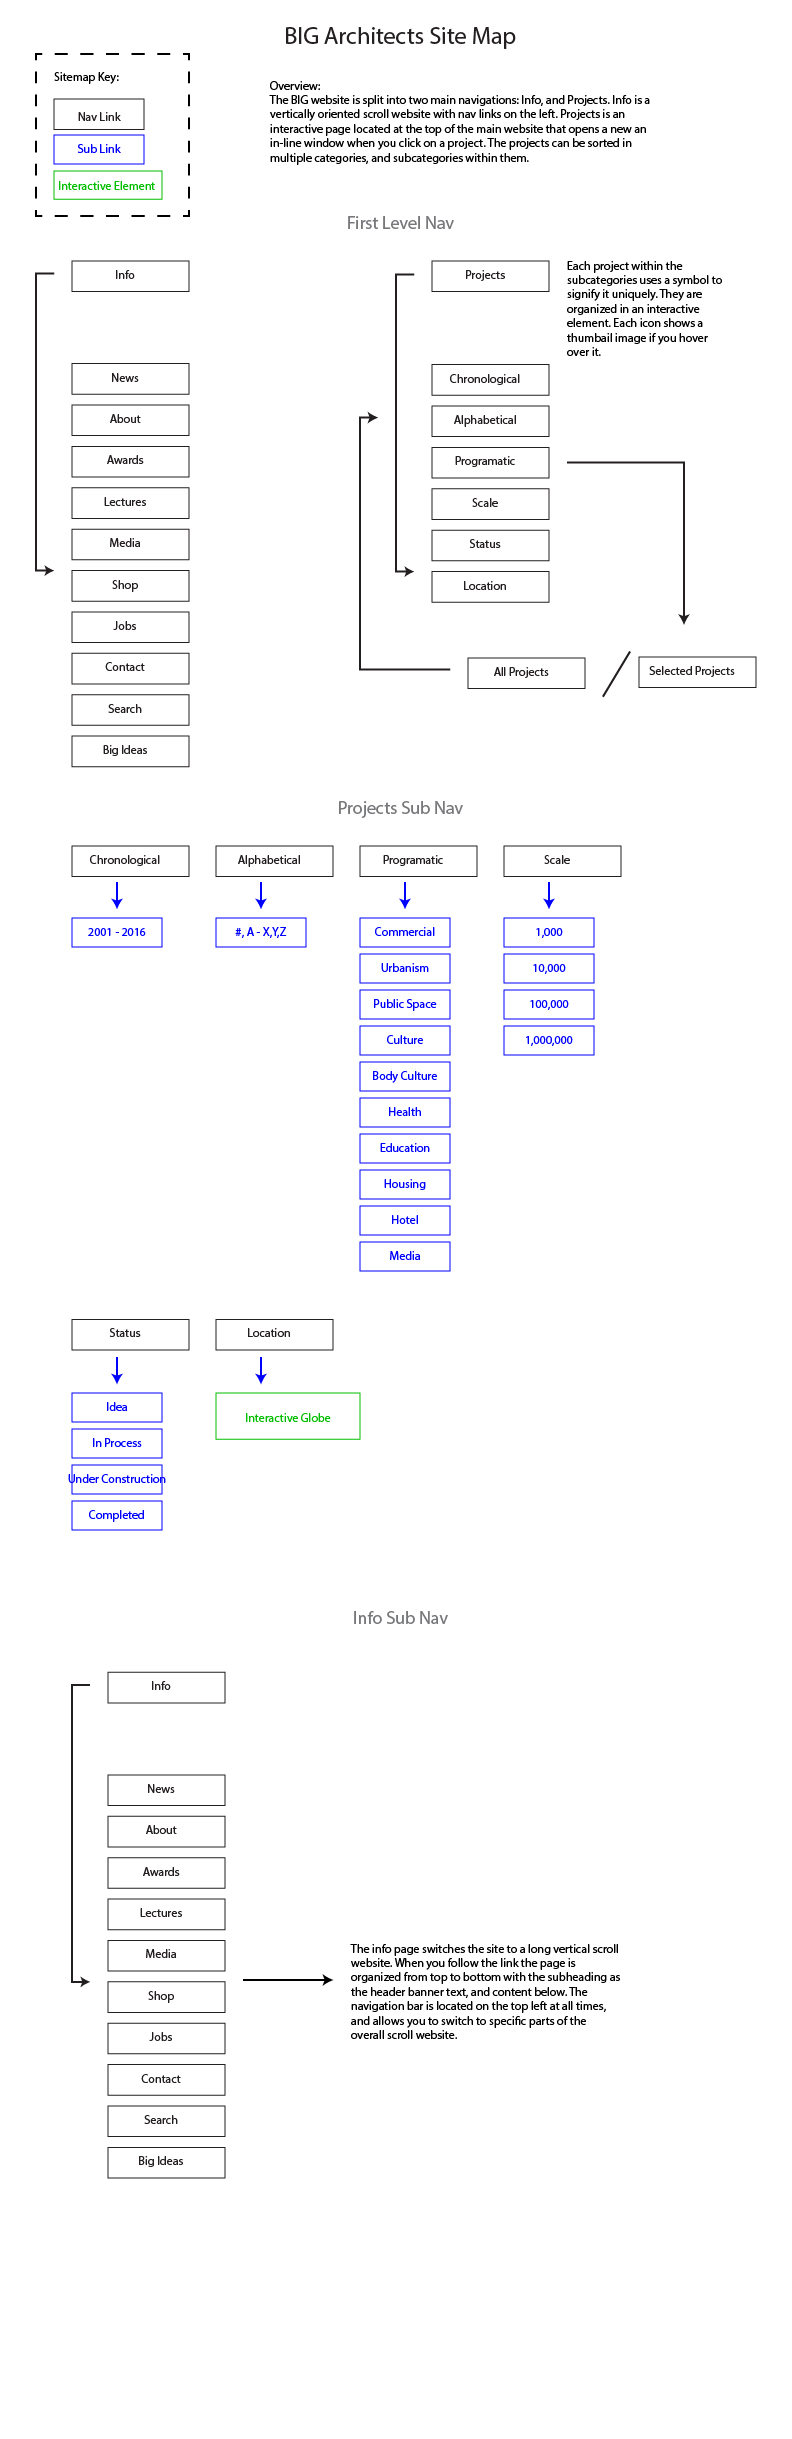 BIG Architects Site Map
Sitemap Key:
Nav Link
Sub Link
Interactive Element
Overview:
The BIG website is split into two main navigations: Info, and Projects. Info is a
vertically oriented scroll website with nav links on the left. Projects is an
interactive page located at the top of the main website that opens a new an
in-line window when you click on a project. The projects can be sorted in
multiple categories, and subcategories within them.
First Level Nav
Info
News
About
Awards
Lectures
Media
Shop
Jobs
Contact
Search
Big Ideas
Projects
Each project within the
subcategories uses a symbol to
signify it uniquely. They are
organized in an interactive
element. Each icon shows a
thumbail image if you hover
over it.
Chronological
Alphabetical
Programatic
Scale
Status
Location
All Projects
Selected Projects
Projects Sub Nav
Chronological
2001 - 2016
Alphabetical
#, A - X,Y,Z
Programatic
Commercial
Urbanism
Public Space
Culture
Body Culture
Health
Education
Housing
Hotel
Media
Scale
1,000
10,000
100,000
1,000,000
Status
Idea
In Process
Under Construction
Completed
Location
Interactive Globe
Info Sub Nav
Info
News
About
Awards
Lectures
Media
Shop
Jobs
Contact
Search
Big Ideas
The info page switches the site to a long vertical scroll
website. When you follow the link the page is
organized from top to bottom with the subheading as
the header banner text, and content below. The
navigation bar is located on the top left at all times,
and allows you to switch to specific parts of the
overall scroll website.